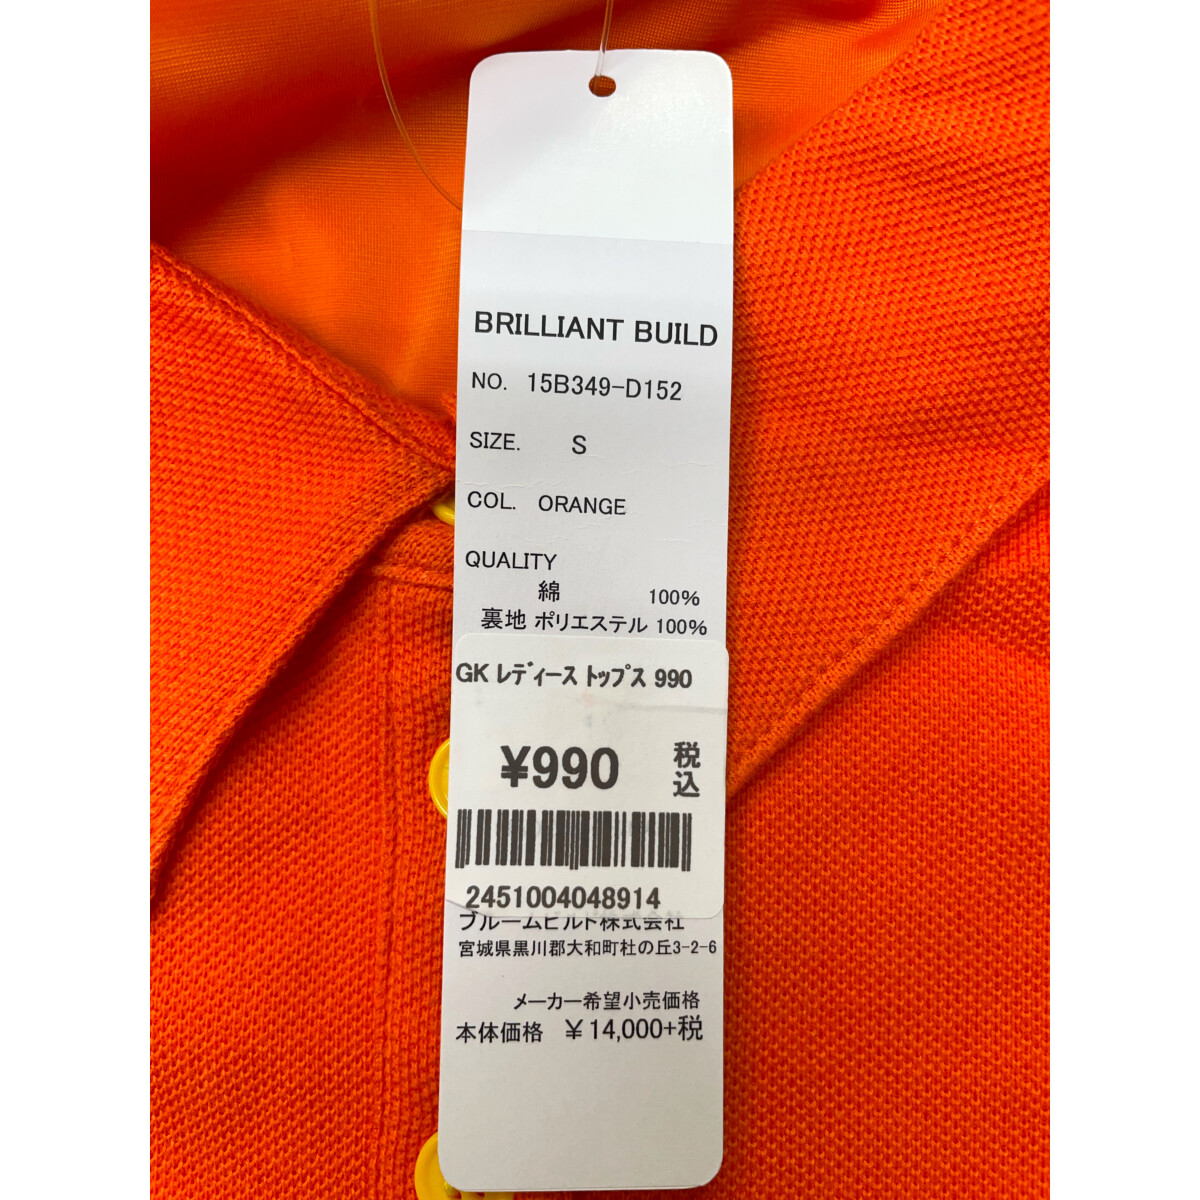 BRILLIANT BUILD
NO. 15B349-D152
SIZE. S
COL. ORANGE
QUALITY
綿 100%
裏地 ポリエステル 100%
GK レディース トップス 990
¥990 税込
2451004048914
ブルームビルド株式会社
宮城県黒川郡大和町杜の丘3-2-6
メーカー希望小売価格
本体価格 ¥14,000+税